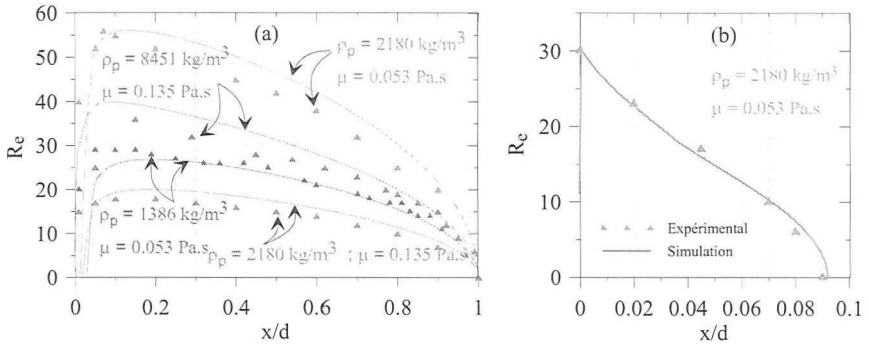 (a)
60
50
40
30
20
10
0
Re
ρp = 8451 kg/m3
μ = 0.135 Pa.s
ρp = 2180 kg/m3
μ = 0.053 Pa.s
ρp = 1386 kg/m3
μ = 0.053 Pa.s
ρp = 2180 kg/m3 ; μ = 0.135 Pa.s
0 0.2 0.4 0.6 0.8 1
x/d
(b)
30
20
10
0
Re
ρp = 2180 kg/m3
μ = 0.053 Pa.s
Expérimental
Simulation
0 0.02 0.04 0.06 0.08 0.1
x/d